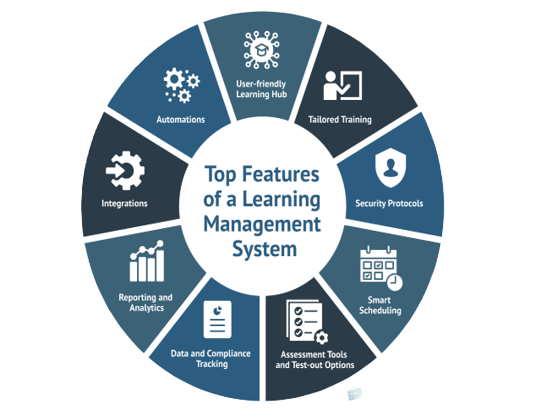 User-friendly
Learning Hub
Tailored Training
Security Protocols
Smart
Scheduling
Assessment Tools
and Test-out Options
Data and Compliance
Tracking
Reporting and
Analytics
Integrations
Automations
Top Features
of a Learning
Management
System